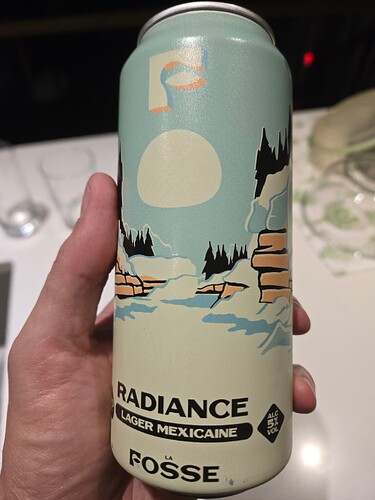 RADIANCE
LAGER MEXICAINE
ALC
5%
VOL
LA
FOSSE